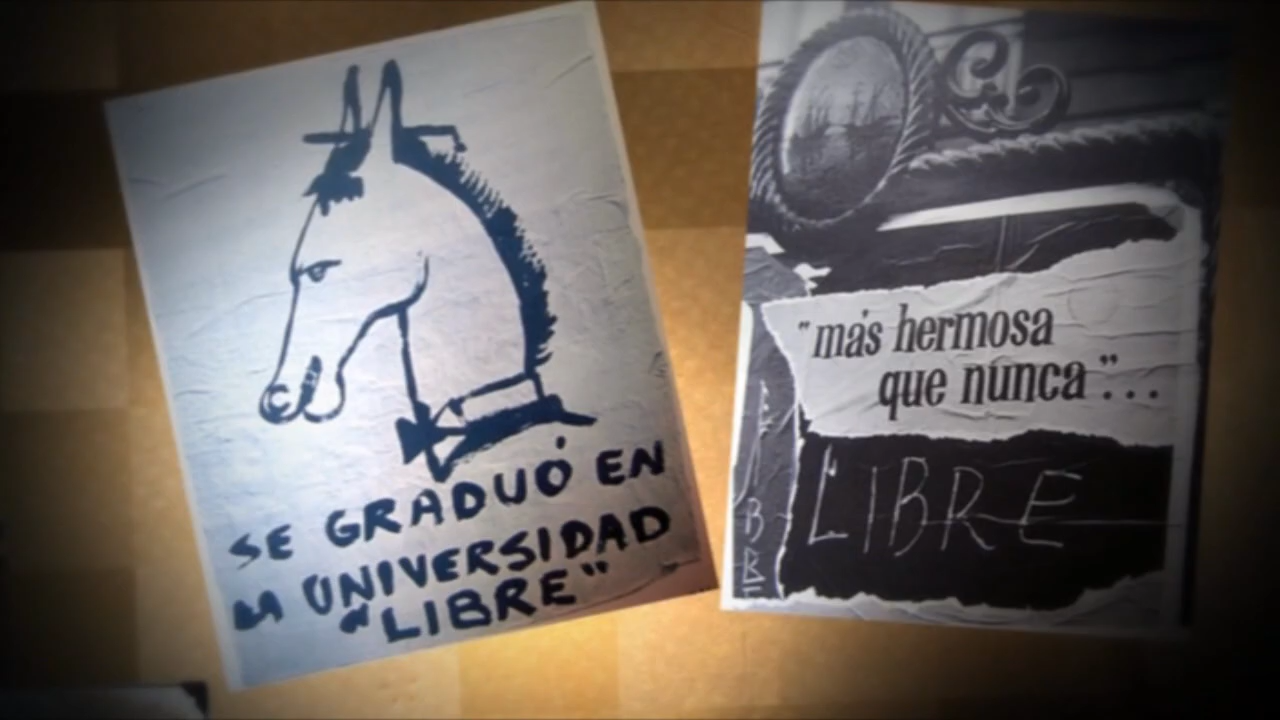 SE GRADUÓ EN
LA UNIVERSIDAD
"LIBRE"
"más hermosa
que nunca"...
LIBRE